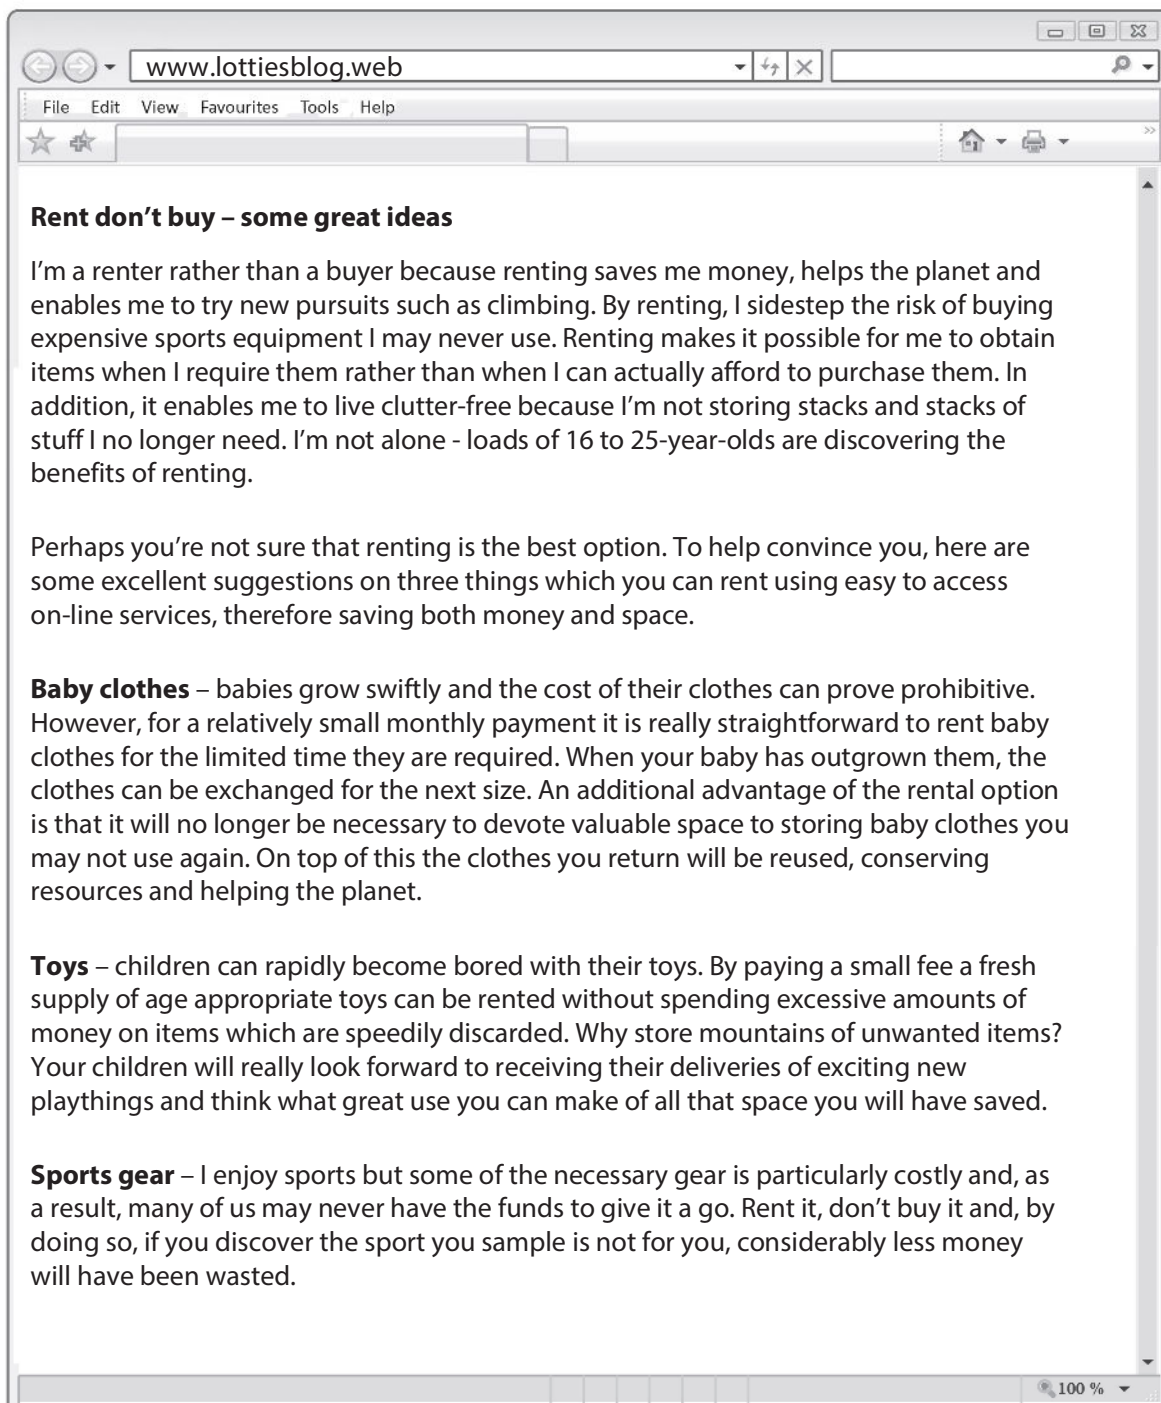 www.lottiesblog.web
File Edit View Favourites Tools Help
Rent don't buy – some great ideas
I'm a renter rather than a buyer because renting saves me money, helps the planet and
enables me to try new pursuits such as climbing. By renting, I sidestep the risk of buying
expensive sports equipment I may never use. Renting makes it possible for me to obtain
items when I require them rather than when I can actually afford to purchase them. In
addition, it enables me to live clutter-free because I'm not storing stacks and stacks of
stuff I no longer need. I'm not alone - loads of 16 to 25-year-olds are discovering the
benefits of renting.
Perhaps you're not sure that renting is the best option. To help convince you, here are
some excellent suggestions on three things which you can rent using easy to access
on-line services, therefore saving both money and space.
Baby clothes – babies grow swiftly and the cost of their clothes can prove prohibitive.
However, for a relatively small monthly payment it is really straightforward to rent baby
clothes for the limited time they are required. When your baby has outgrown them, the
clothes can be exchanged for the next size. An additional advantage of the rental option
is that it will no longer be necessary to devote valuable space to storing baby clothes you
may not use again. On top of this the clothes you return will be reused, conserving
resources and helping the planet.
Toys – children can rapidly become bored with their toys. By paying a small fee a fresh
supply of age appropriate toys can be rented without spending excessive amounts of
money on items which are speedily discarded. Why store mountains of unwanted items?
Your children will really look forward to receiving their deliveries of exciting new
playthings and think what great use you can make of all that space you will have saved.
Sports gear – I enjoy sports but some of the necessary gear is particularly costly and, as
a result, many of us may never have the funds to give it a go. Rent it, don't buy it and, by
doing so, if you discover the sport you sample is not for you, considerably less money
will have been wasted.
100 %